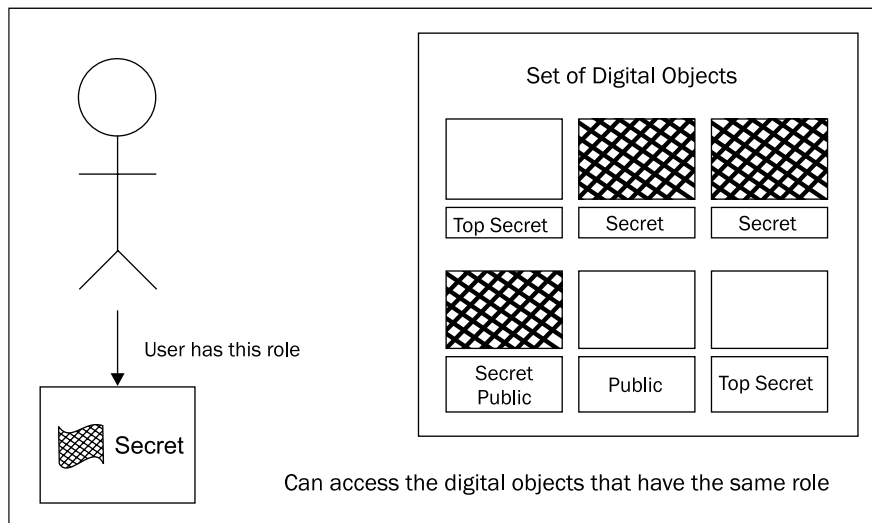 Set of Digital Objects
Top Secret
Secret
Secret
Secret
Public
Public
Top Secret
User has this role
Secret
Can access the digital objects that have the same role